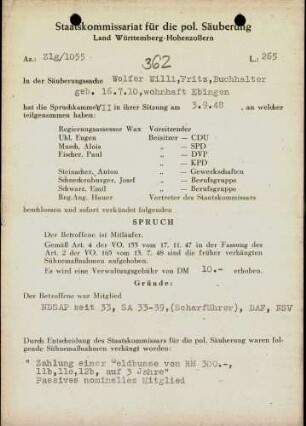 Staatskommissariat für die pol. Säuberung
Land Württemberg-Hohenzollern
Az.: Zlg/1055
362
L.: 265
In der Säuberungssache Wolfer Willi,Fritz,Buchhalter
geb. 16.7.10,wohnhaft Ebingen
hat die Spruchkammer VII in ihrer Sitzung am 3.9.48 , an welcher
teilgenommen haben:
Regierungsassessor Wax Vorsitzender
Uhl. Eugen Beisitzer — CDU
Musch, Alois „ — SPD
Fischer, Paul „ — DVP
„ — KPD
Steinacher, Anton „ — Gewerkschaften
Schneckenburger, Josef „ — Berufsgruppe
Schwarz, Emil „ — Berufsgruppe
Reg.Ang. Hauer Vertreter des Staatskommissars
beschlossen und sofort verkündet folgenden
SPRUCH
Der Betroffene ist Mitläufer.
Gemäß Art. 4 der VO. 133 vom 17. 11. 47 in der Fassung des
Art. 2 der VO. 165 vom 13. 7. 48 sind die früher verhängten
Sühnemaßnahmen aufgehoben.
Es wird eine Verwaltungsgebühr von DM 10.- erhoben.
Gründe:
Der Betroffene war Mitglied
NDSAP seit 33, SA 33-39,(Scharführer), DAF, NSV
Durch Entscheidung des Staatskommissars für die pol. Säuberung waren folgende Sühnemaßnahmen verhängt worden:
" Zahlung einer Geldbusse von RM 300.-,
11b,11c,12b, auf 3 Jahre"
Passives nominelles Mitglied